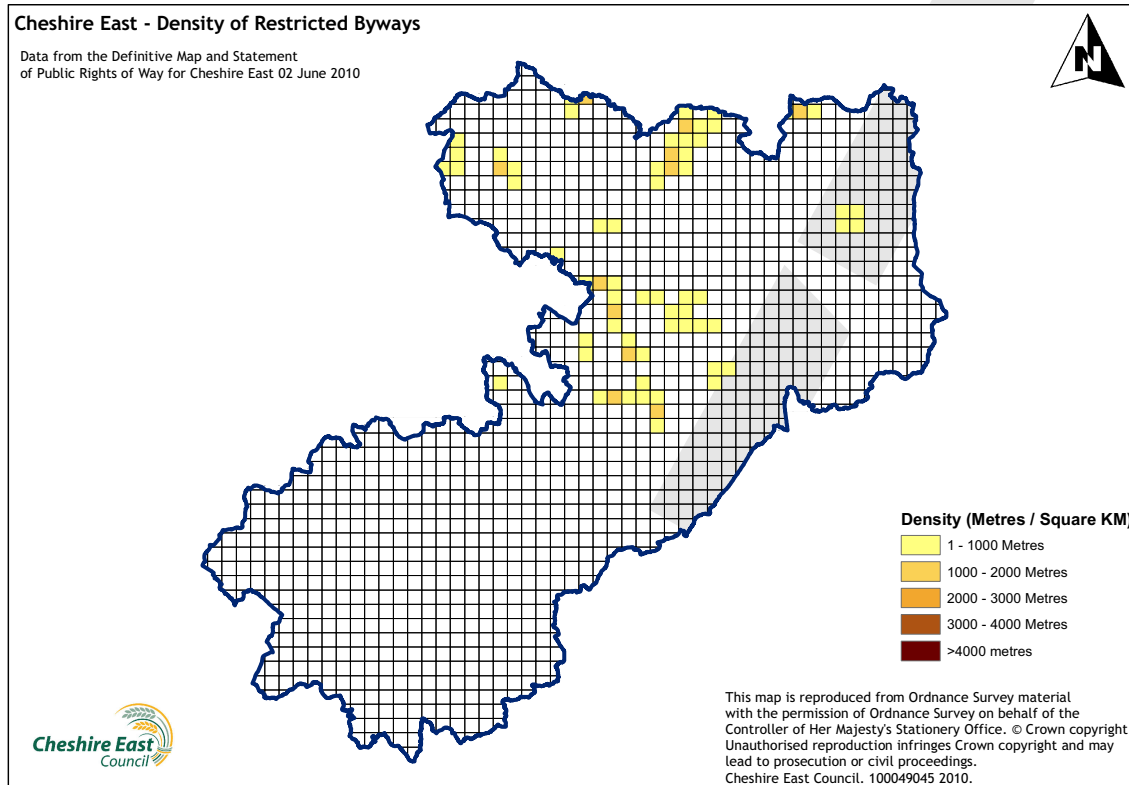 Cheshire East - Density of Restricted Byways
Data from the Definitive Map and Statement
of Public Rights of Way for Cheshire East 02 June 2010
N
Density (Metres / Square KM)
1 - 1000 Metres
1000 - 2000 Metres
2000 - 3000 Metres
3000 - 4000 Metres
>4000 metres
This map is reproduced from Ordnance Survey material
with the permission of Ordnance Survey on behalf of the
Controller of Her Majesty's Stationery Office. © Crown copyright
Unauthorised reproduction infringes Crown copyright and may
lead to prosecution or civil proceedings.
Cheshire East Council. 100049045 2010.
Cheshire East
Council